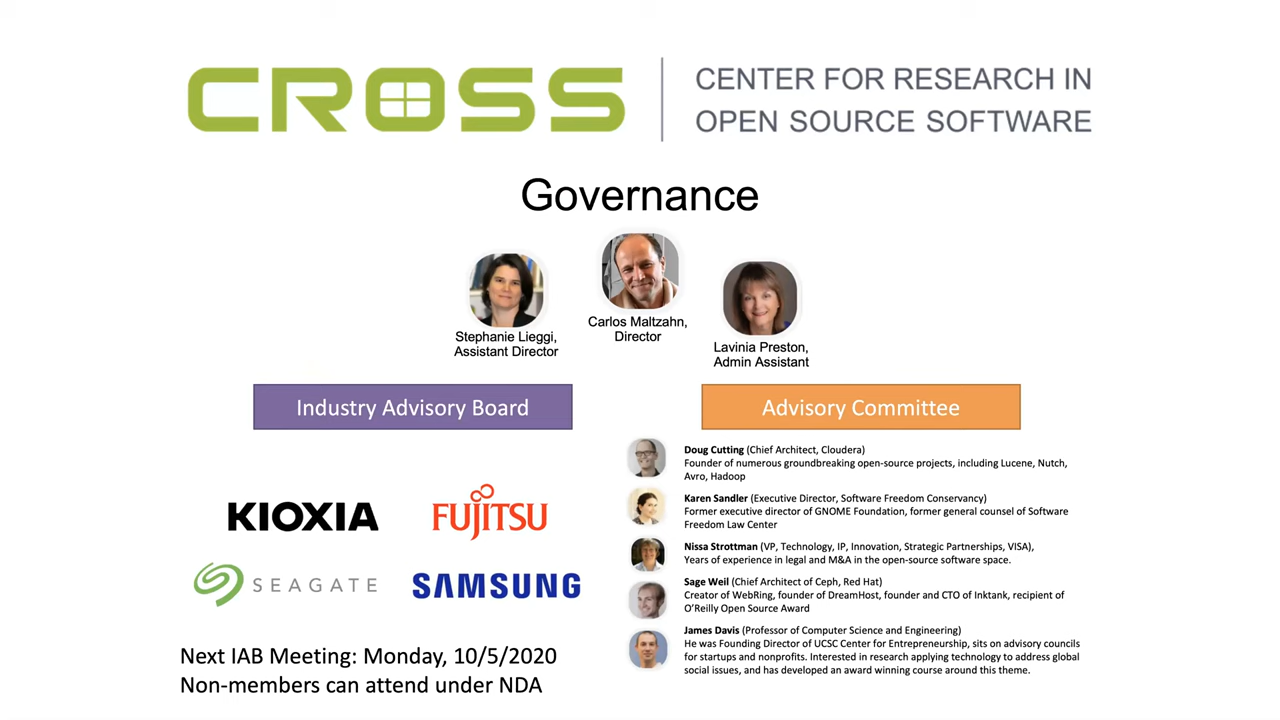 CROSS
CENTER FOR RESEARCH IN
OPEN SOURCE SOFTWARE
Governance
Stephanie Lieggi,
Assistant Director
Carlos Maltzahn,
Director
Lavinia Preston,
Admin Assistant
Industry Advisory Board
KIOXIA
FUJITSU
SEAGATE
SAMSUNG
Next IAB Meeting: Monday, 10/5/2020
Non-members can attend under NDA
Advisory Committee
Doug Cutting (Chief Architect, Cloudera)
Founder of numerous groundbreaking open-source projects, including Lucene, Nutch,
Avro, Hadoop
Karen Sandler (Executive Director, Software Freedom Conservancy)
Former executive director of GNOME Foundation, former general counsel of Software
Freedom Law Center
Nissa Strottman (VP, Technology, IP, Innovation, Strategic Partnerships, VISA),
Years of experience in legal and M&A in the open-source software space.
Sage Weil (Chief Architect of Ceph, Red Hat)
Creator of WebRing, founder of DreamHost, founder and CTO of Inktank, recipient of
O'Reilly Open Source Award
James Davis (Professor of Computer Science and Engineering)
He was Founding Director of UCSC Center for Entrepreneurship, sits on advisory councils
for startups and nonprofits. Interested in research applying technology to address global
social issues, and has developed an award winning course around this theme.